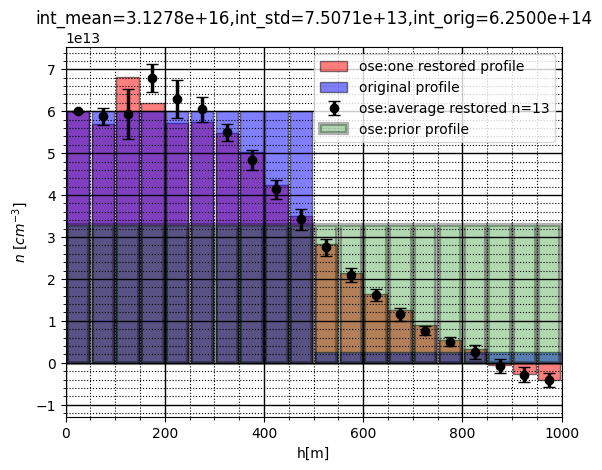 int_mean=3.1278e+16,int_std=7.5071e+13,int_orig=6.2500e+14
1e13
ose:one restored profile
original profile
ose:average restored n=13
ose:prior profile
7
6
5
4
3
2
1
0
−1
n [cm⁻³]
0 200 400 600 800 1000
h[m]